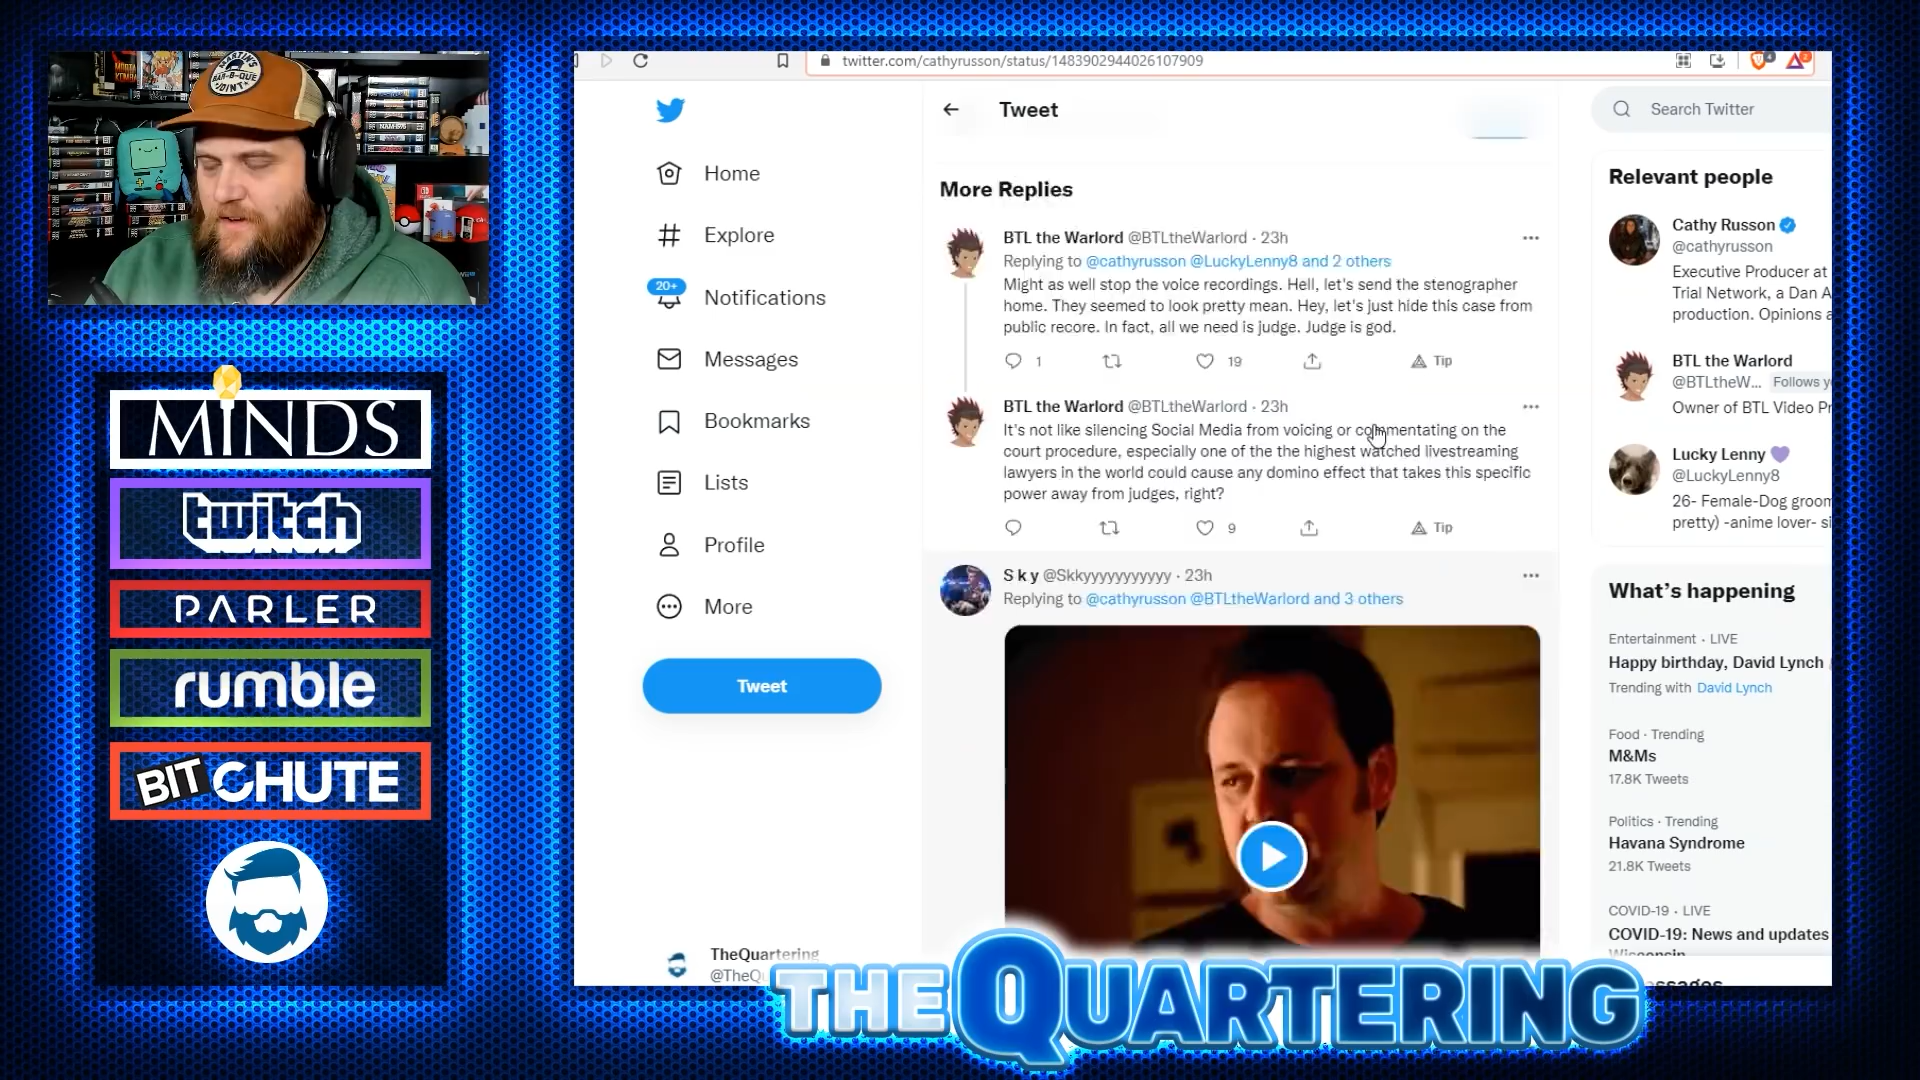 MARTIN'S
BAR-B-QUE
JOINT
MINDS
twitch
PARLER
rumble
BITCHUTE
twitter.com/cathyrusson/status/1483902944026107909
Home
Explore
20+
Notifications
Messages
Bookmarks
Lists
Profile
More
Tweet
TheQuartering
Tweet
More Replies
BTL the Warlord @BTLtheWarlord · 23h
Replying to @cathyrusson @LuckyLenny8 and 2 others
Might as well stop the voice recordings. Hell, let's send the stenographer
home. They seemed to look pretty mean. Hey, let's just hide this case from
public recore. In fact, all we need is judge. Judge is god.
1 19 Tip
BTL the Warlord @BTLtheWarlord · 23h
It's not like silencing Social Media from voicing or commentating on the
court procedure, especially one of the the highest watched livestreaming
lawyers in the world could cause any domino effect that takes this specific
power away from judges, right?
9 Tip
S k y @Skkyyyyyyyyyyy · 23h
Replying to @cathyrusson @BTLtheWarlord and 3 others
Search Twitter
Relevant people
Cathy Russon
@cathyrusson
Executive Producer at
Trial Network, a Dan A
production. Opinions a
BTL the Warlord
@BTLtheW... Follows y
Owner of BTL Video Pr
Lucky Lenny
@LuckyLenny8
26- Female-Dog groom
pretty) -anime lover- si
What's happening
Entertainment · LIVE
Happy birthday, David Lynch
Trending with David Lynch
Food · Trending
M&Ms
17.8K Tweets
Politics · Trending
Havana Syndrome
21.8K Tweets
COVID-19 · LIVE
COVID-19: News and updates
Wisconsin
THE QUARTERING